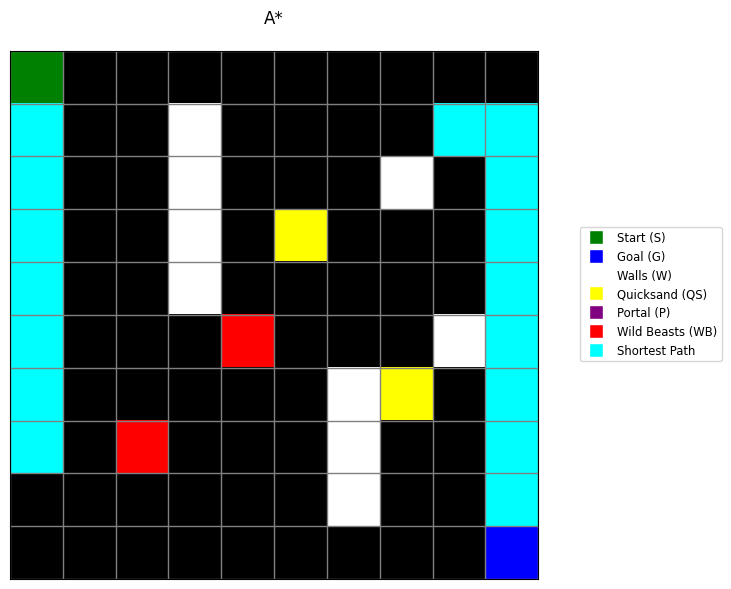 A*
Start (S)
Goal (G)
Walls (W)
Quicksand (QS)
Portal (P)
Wild Beasts (WB)
Shortest Path